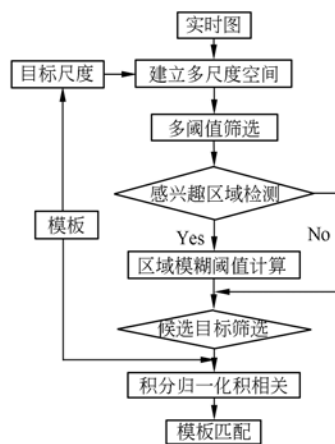 实时图
目标尺度
建立多尺度空间
多阈值筛选
感兴趣区域检测
模板
Yes
No
区域模糊阈值计算
候选目标筛选
积分归一化积相关
模板匹配